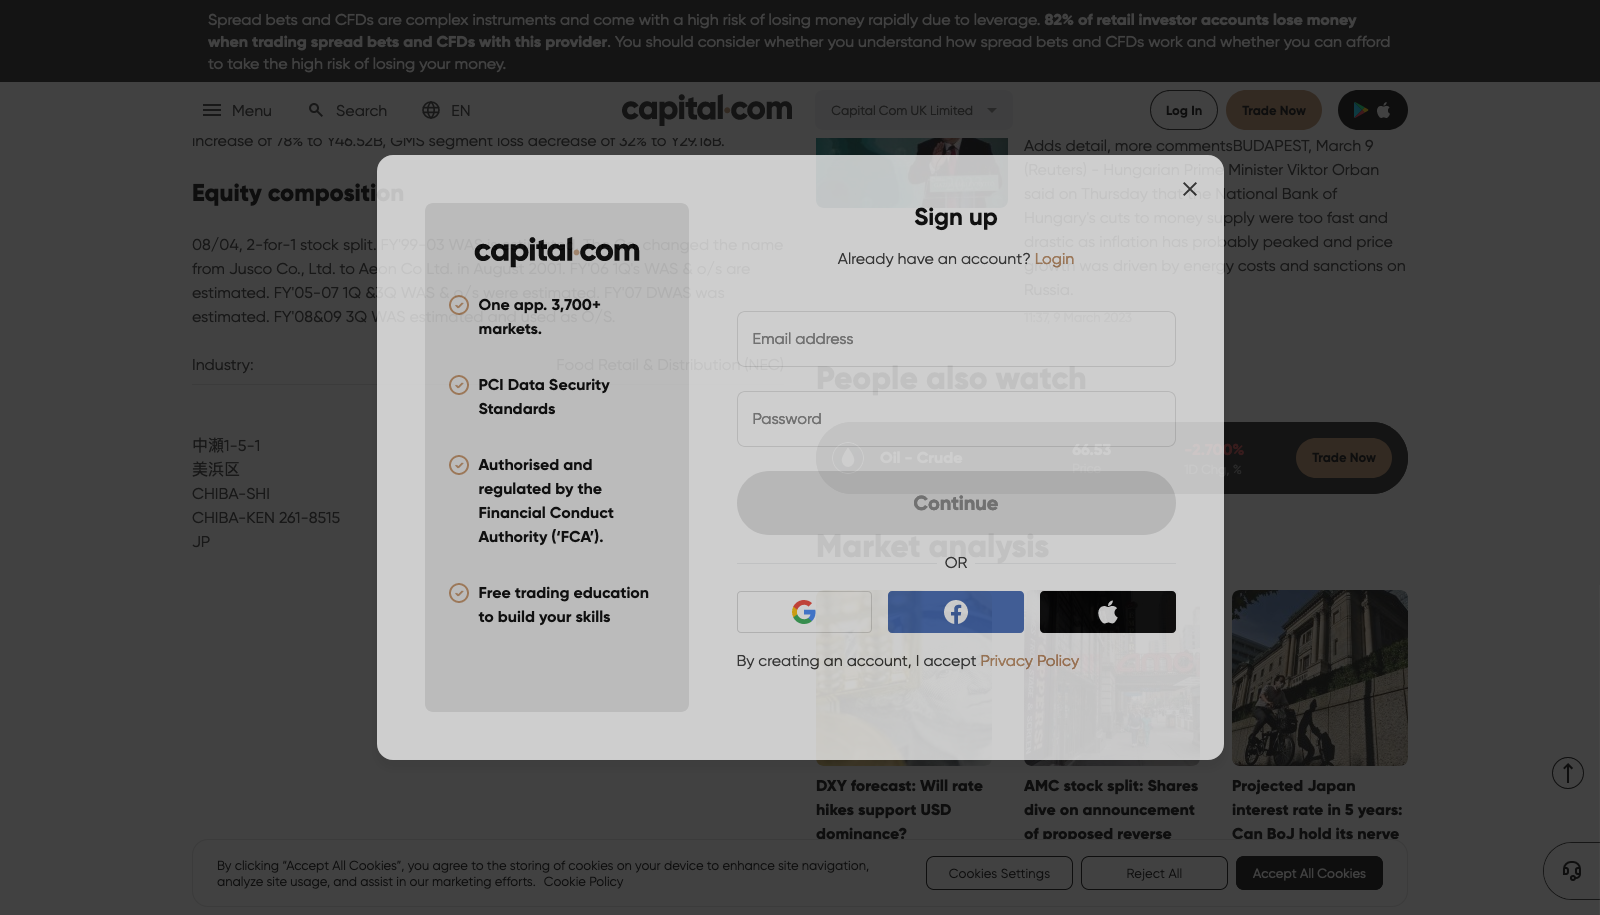 Spread bets and CFDs are complex instruments and come with a high risk of losing money rapidly due to leverage. 82% of retail investor accounts lose money
when trading spread bets and CFDs with this provider. You should consider whether you understand how spread bets and CFDs work and whether you can afford
to take the high risk of losing your money.
Menu
Search
EN
capital.com
Capital Com UK Limited
Log In
Trade Now
increase of 78% to Y46.52B, GMS segment loss decrease of 32% to Y29.16B.
Equity composition
08/04, 2-for-1 stock split. FY'99-03 WAS changed the name
from Jusco Co., Ltd. to Aeon Co Ltd. in August 2001. FY'06 1Q's WAS & o/s are
estimated. FY'05-07 1Q &3Q WAS & o/s were estimated. FY'07 DWAS was
estimated. FY'08&09 3Q WAS estimated and used as O/S.
Industry:
Food Retail & Distribution (NEC)
中瀬1-5-1
美浜区
CHIBA-SHI
CHIBA-KEN 261-8515
JP
capital.com
One app. 3,700+
markets.
PCI Data Security
Standards
Authorised and
regulated by the
Financial Conduct
Authority (‘FCA’).
Free trading education
to build your skills
Sign up
Already have an account? Login
Email address
Password
Continue
OR
By creating an account, I accept Privacy Policy
Adds detail, more commentsBUDAPEST, March 9
(Reuters) - Hungarian Prime Minister Viktor Orban
said on Thursday that the National Bank of
Hungary's cuts to money supply were too fast and
drastic as inflation has probably peaked and price
growth was driven by energy costs and sanctions on
Russia.
11:37, 9 March 2023
People also watch
Oil - Crude
66.53
Price
-2.700%
1D Chg, %
Trade Now
Market analysis
DXY forecast: Will rate
hikes support USD
dominance?
AMC stock split: Shares
dive on announcement
of proposed reverse
Projected Japan
interest rate in 5 years:
Can BoJ hold its nerve
By clicking “Accept All Cookies”, you agree to the storing of cookies on your device to enhance site navigation,
analyze site usage, and assist in our marketing efforts. Cookie Policy
Cookies Settings
Reject All
Accept All Cookies